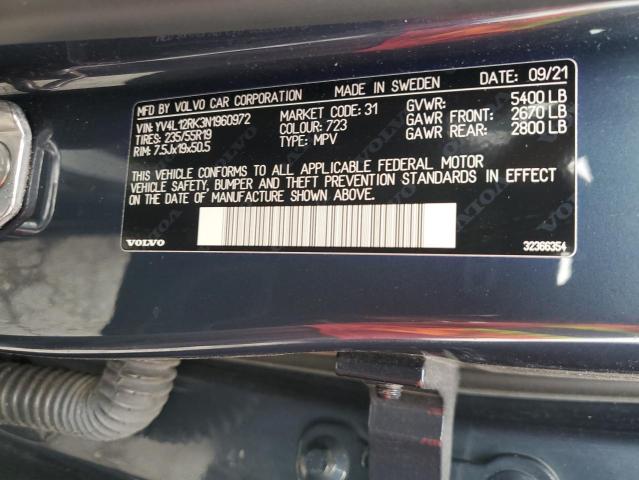 MFD BY VOLVO CAR CORPORATION MADE IN SWEDEN DATE: 09/21
VIN: YV4L12RK3N1960972 MARKET CODE: 31 GVWR: 5400 LB
TIRES: 235/55R19 COLOUR: 723 GAWR FRONT: 2670 LB
RIM: 7.5Jx19x50.5 TYPE: MPV GAWR REAR: 2800 LB
THIS VEHICLE CONFORMS TO ALL APPLICABLE FEDERAL MOTOR
VEHICLE SAFETY, BUMPER AND THEFT PREVENTION STANDARDS IN EFFECT
ON THE DATE OF MANUFACTURE SHOWN ABOVE.
VOLVO 32366354